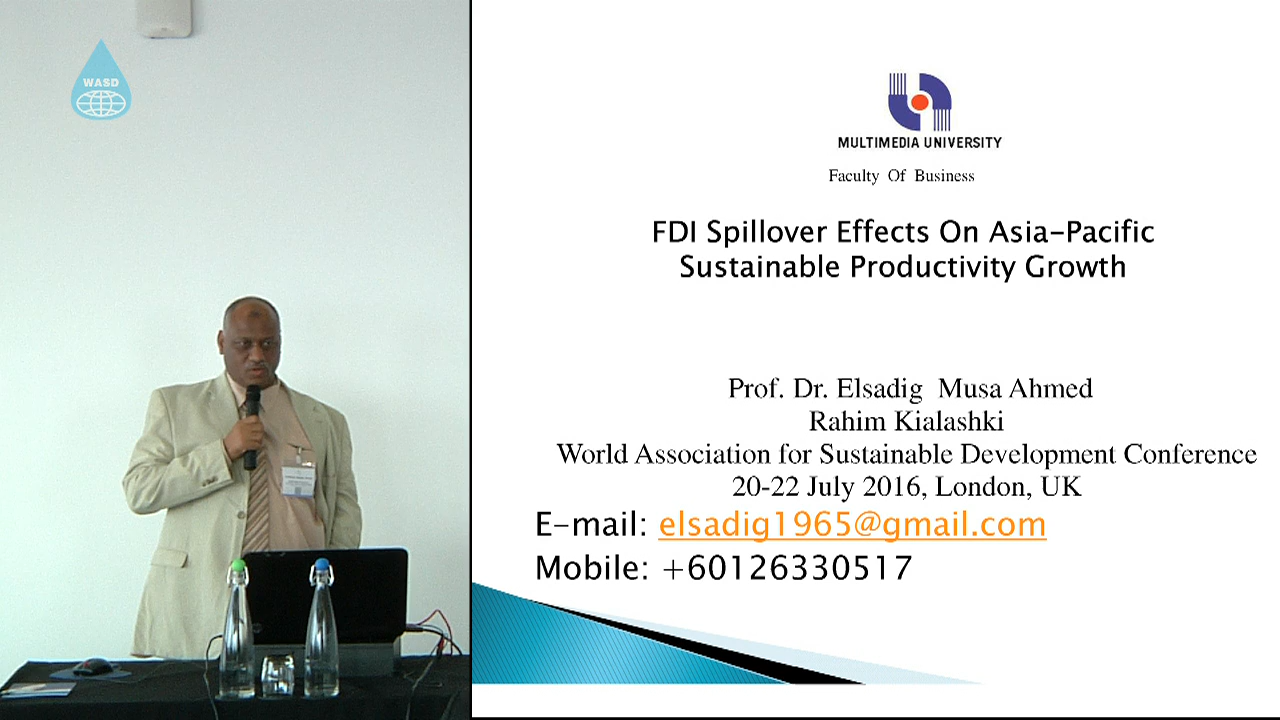 WASD
MULTIMEDIA UNIVERSITY
Faculty Of Business
FDI Spillover Effects On Asia-Pacific
Sustainable Productivity Growth
Prof. Dr. Elsadig Musa Ahmed
Rahim Kialashki
World Association for Sustainable Development Conference
20-22 July 2016, London, UK
E-mail: elsadig1965@gmail.com
Mobile: +60126330517